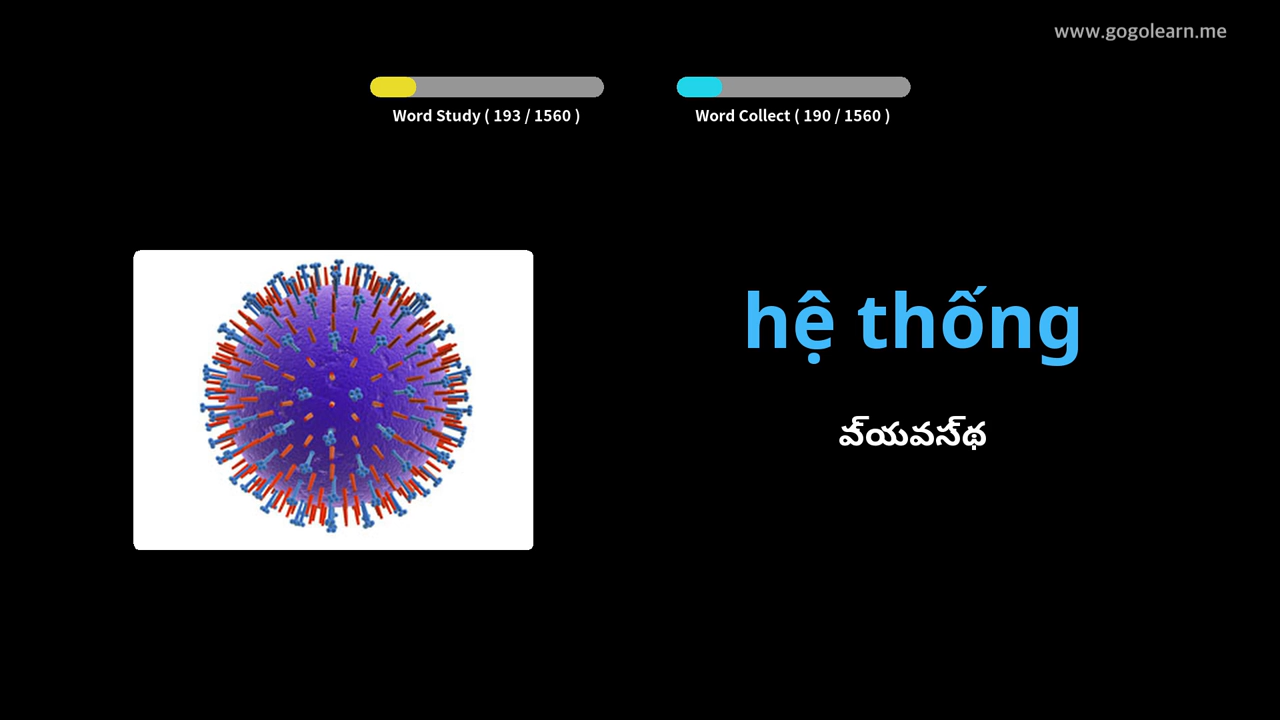 www.gogolearn.me
Word Study ( 193 / 1560 )
Word Collect ( 190 / 1560 )
hệ thống
వ్యవస్థ